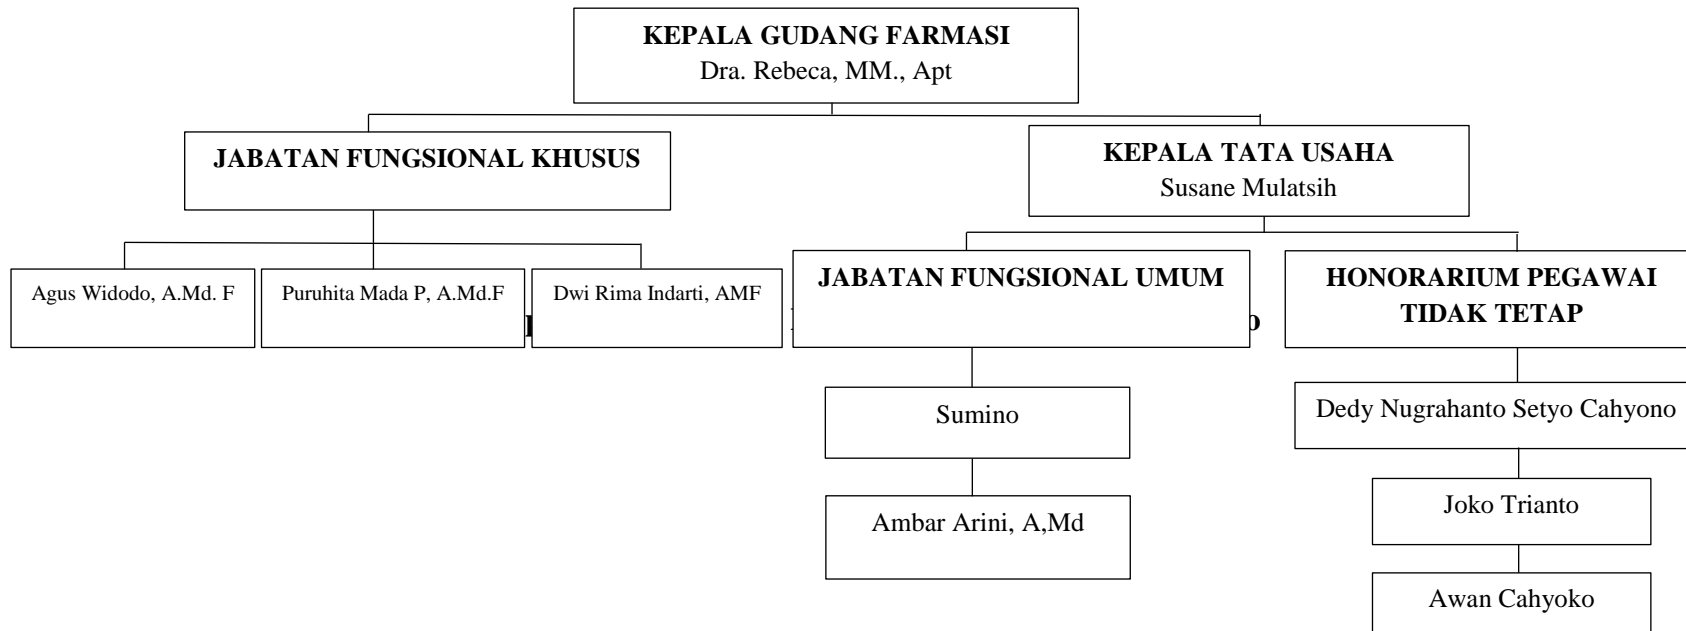 KEPALA GUDANG FARMASI
Dra. Rebeca, MM., Apt
JABATAN FUNGSIONAL KHUSUS
KEPALA TATA USAHA
Susane Mulatsih
Agus Widodo, A.Md. F
Puruhita Mada P, A.Md.F
Dwi Rima Indarti, AMF
JABATAN FUNGSIONAL UMUM
HONORARIUM PEGAWAI
TIDAK TETAP
Sumino
Ambar Arini, A,Md
Dedy Nugrahanto Setyo Cahyono
Joko Trianto
Awan Cahyoko